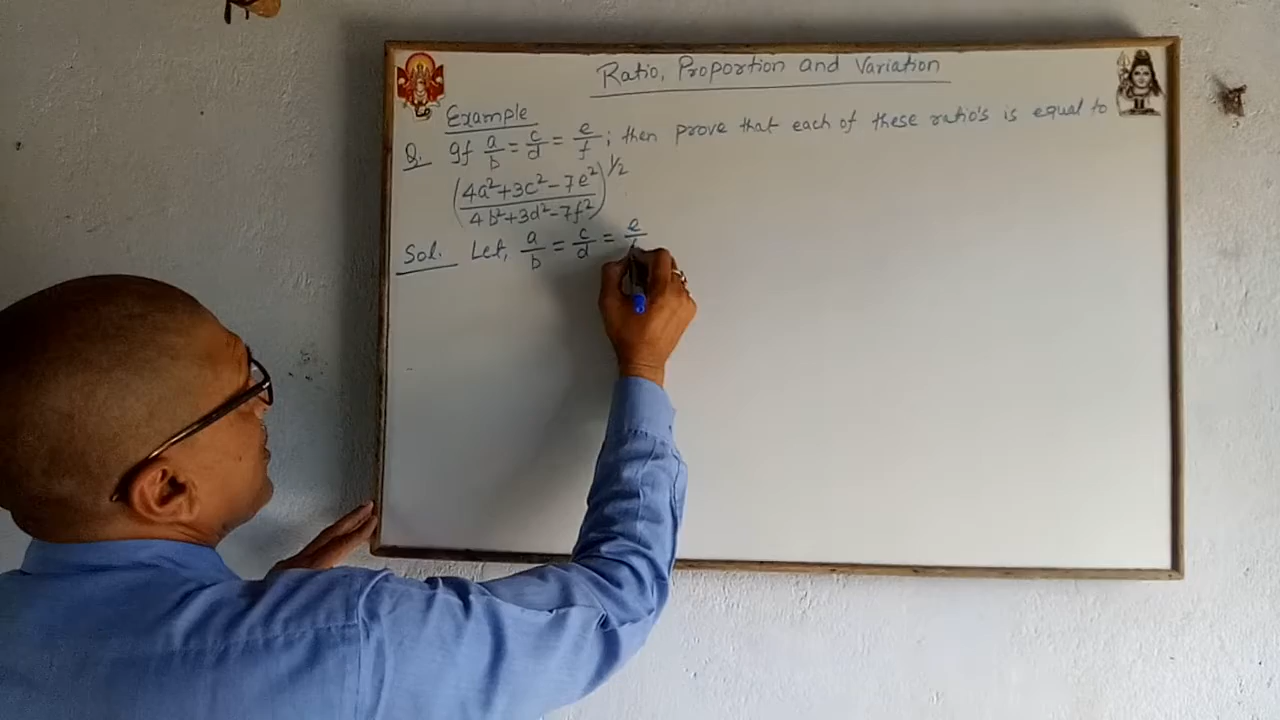 Ratio, Proportion and Variation
Example
Q. If a/b = c/d = e/f ; then prove that each of these ratio's is equal to
((4a²+3c²-7e²)/(4b²+3d²-7f²))^1/2
Sol. Let, a/b = c/d = e/